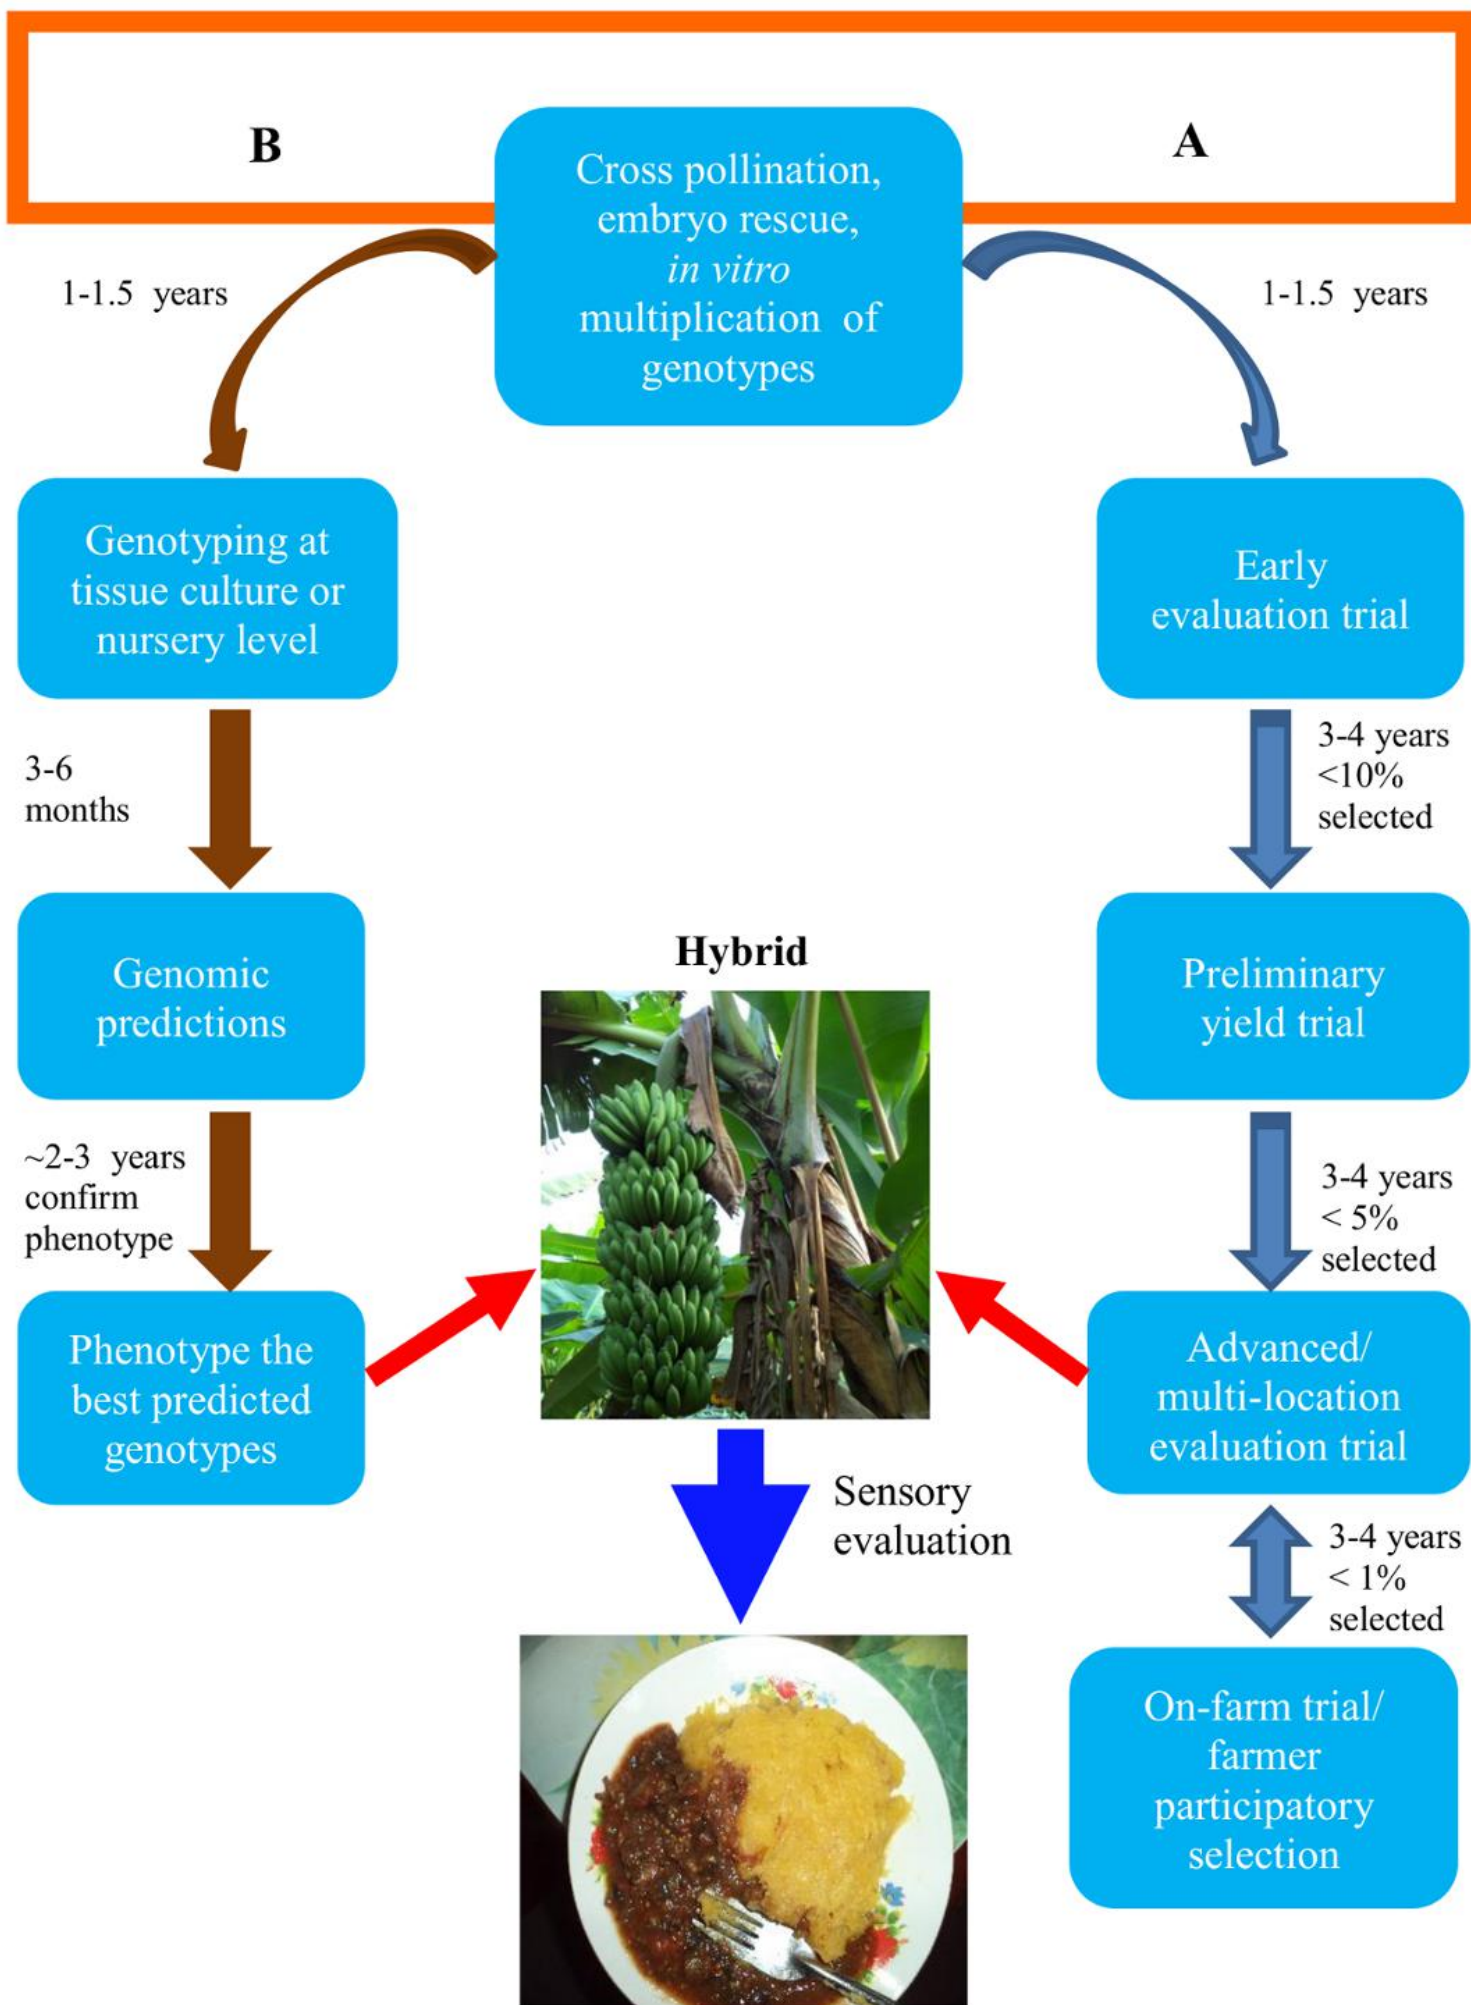 B
A
Cross pollination,
embryo rescue,
in vitro
multiplication of
genotypes
1-1.5 years
1-1.5 years
Genotyping at
tissue culture or
nursery level
Early
evaluation trial
3-6
months
3-4 years
<10%
selected
Genomic
predictions
Hybrid
Preliminary
yield trial
~2-3 years
confirm
phenotype
3-4 years
< 5%
selected
Phenotype the
best predicted
genotypes
Advanced/
multi-location
evaluation trial
Sensory
evaluation
3-4 years
< 1%
selected
On-farm trial/
farmer
participatory
selection